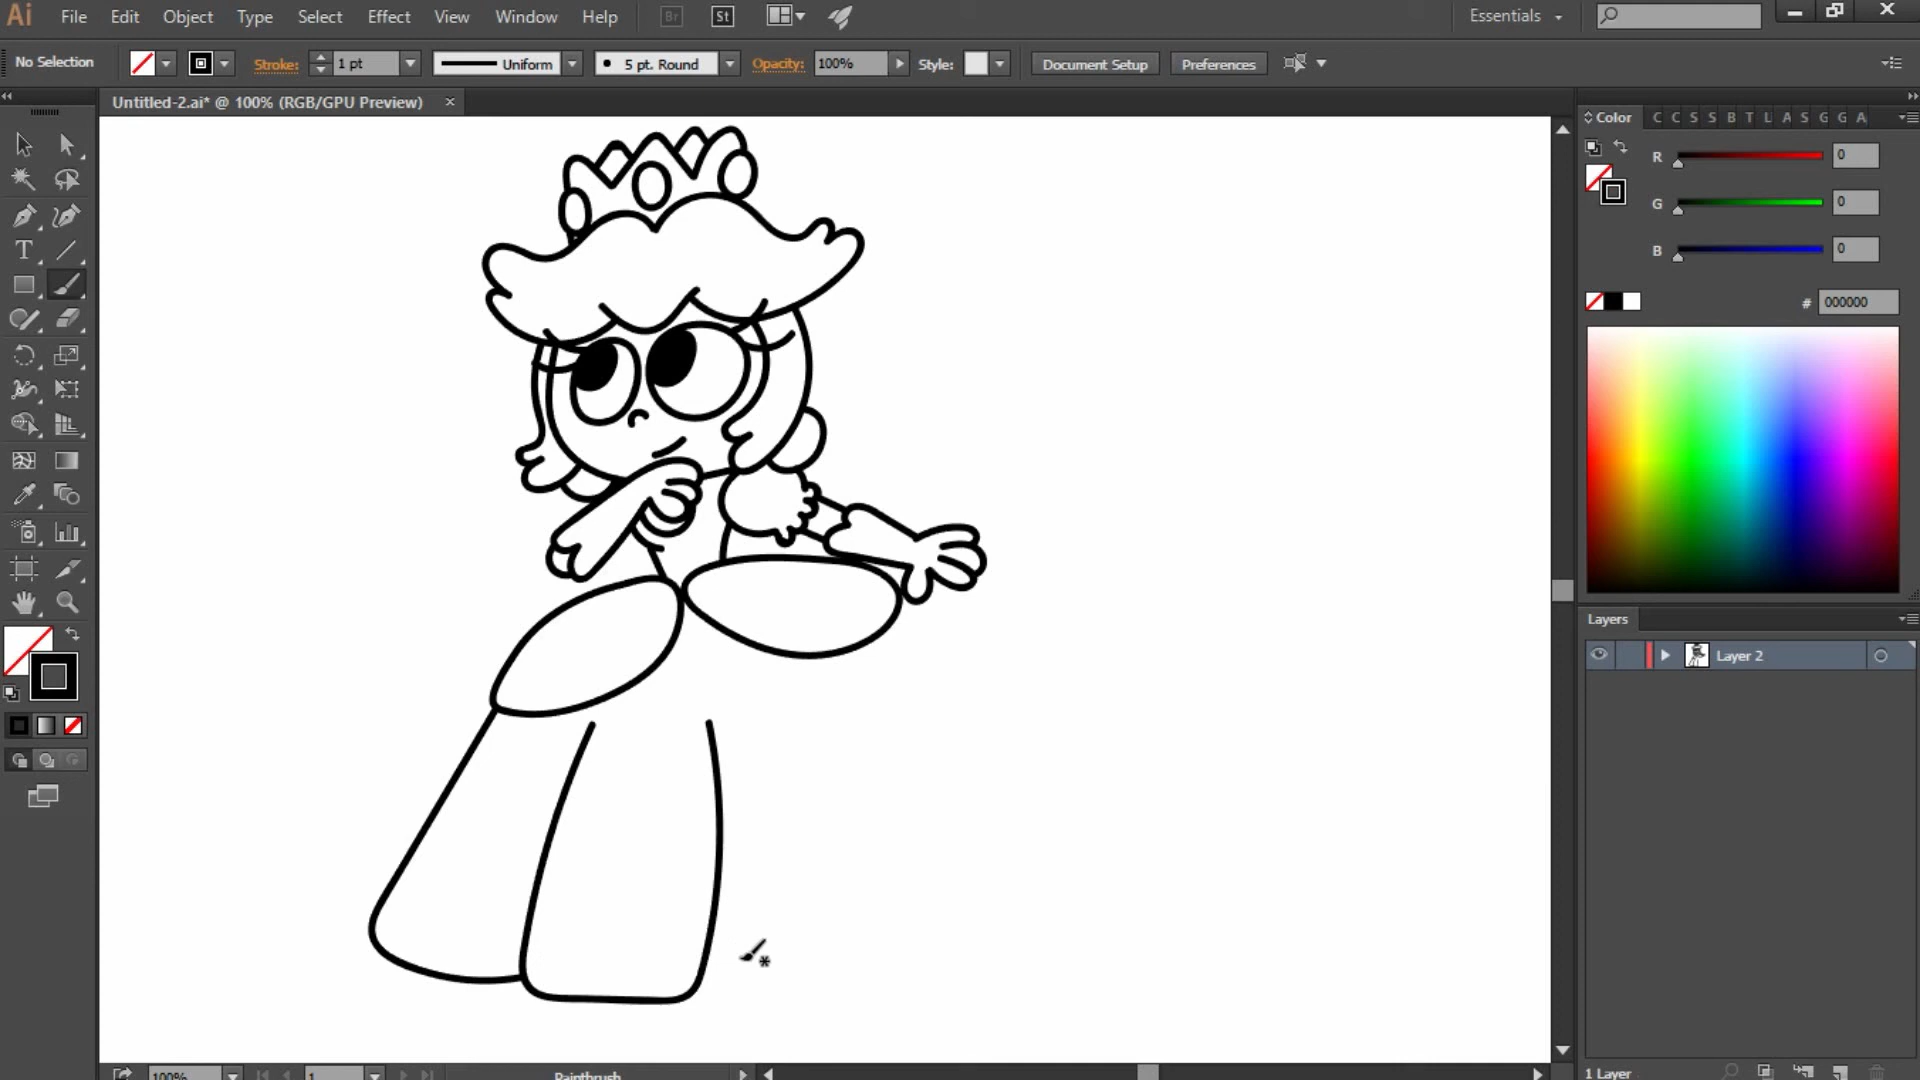 Ai File Edit Object Type Select Effect View Window Help Br St Essentials
No Selection Stroke: 1 pt Uniform 5 pt. Round Opacity: 100% Style: Document Setup Preferences
Untitled-2.ai* @ 100% (RGB/GPU Preview) ×
Color C C S S B T L A S G G A
R 0
G 0
B 0
# 000000
Layers
Layer 2
100% 1 Paintbrush 1 Layer